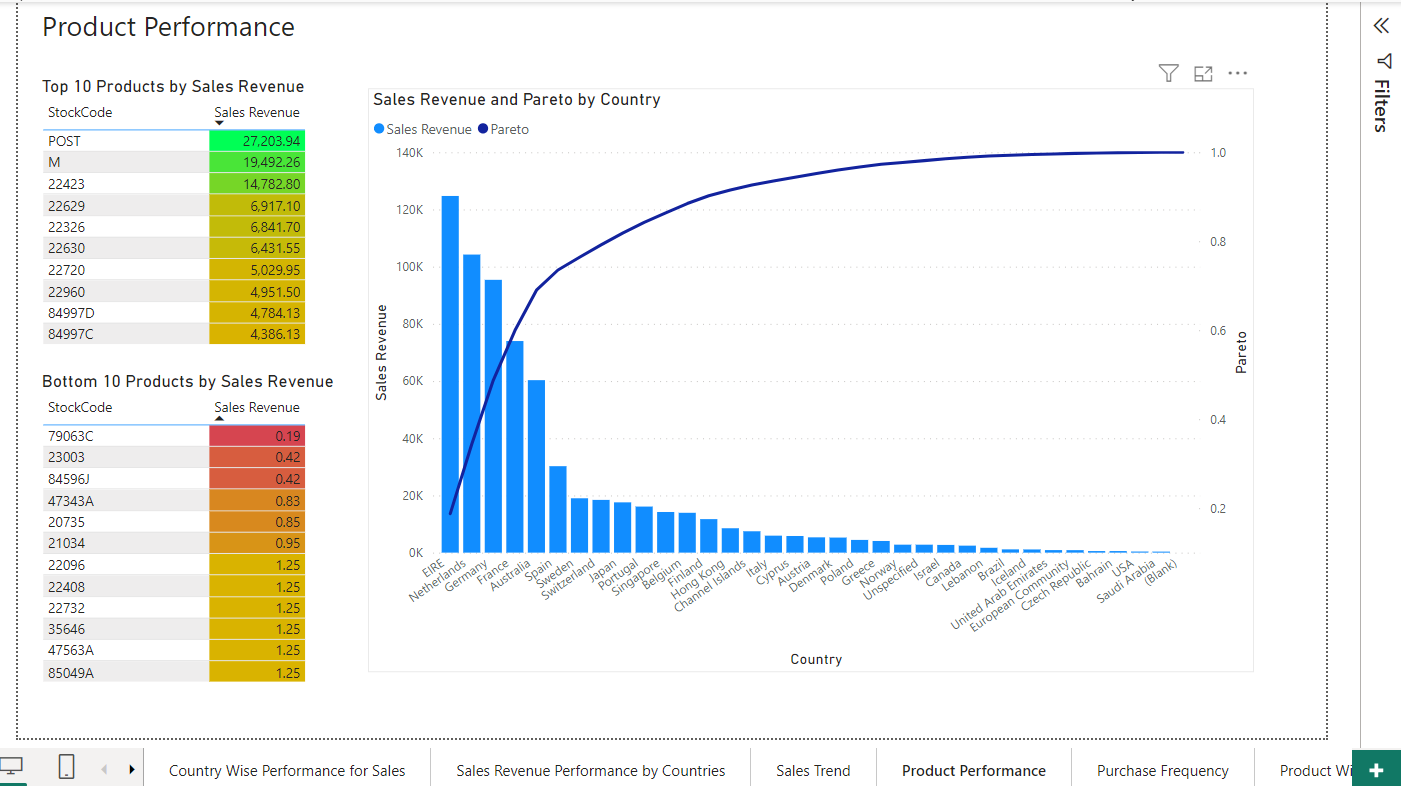 Product Performance
Top 10 Products by Sales Revenue
StockCode Sales Revenue
POST 27,203.94
M 19,492.26
22423 14,782.80
22629 6,917.10
22326 6,841.70
22630 6,431.55
22720 5,029.95
22960 4,951.50
84997D 4,784.13
84997C 4,386.13
Bottom 10 Products by Sales Revenue
StockCode Sales Revenue
79063C 0.19
23003 0.42
84596J 0.42
47343A 0.83
20735 0.85
21034 0.95
22096 1.25
22408 1.25
22732 1.25
35646 1.25
47563A 1.25
85049A 1.25
Sales Revenue and Pareto by Country
Sales Revenue Pareto
140K
120K
100K
80K
60K
40K
20K
0K
Sales Revenue
1.0
0.8
0.6
0.4
0.2
Pareto
EIRE
Netherlands
Germany
France
Australia
Spain
Sweden
Switzerland
Japan
Portugal
Singapore
Belgium
Finland
Hong Kong
Channel Islands
Italy
Cyprus
Austria
Denmark
Poland
Greece
Norway
Unspecified
Israel
Canada
Lebanon
Brazil
Iceland
United Arab Emirates
European Community
Czech Republic
Bahrain
USA
Saudi Arabia
(Blank)
Country
Filters
Country Wise Performance for Sales
Sales Revenue Performance by Countries
Sales Trend
Product Performance
Purchase Frequency
Product Wi